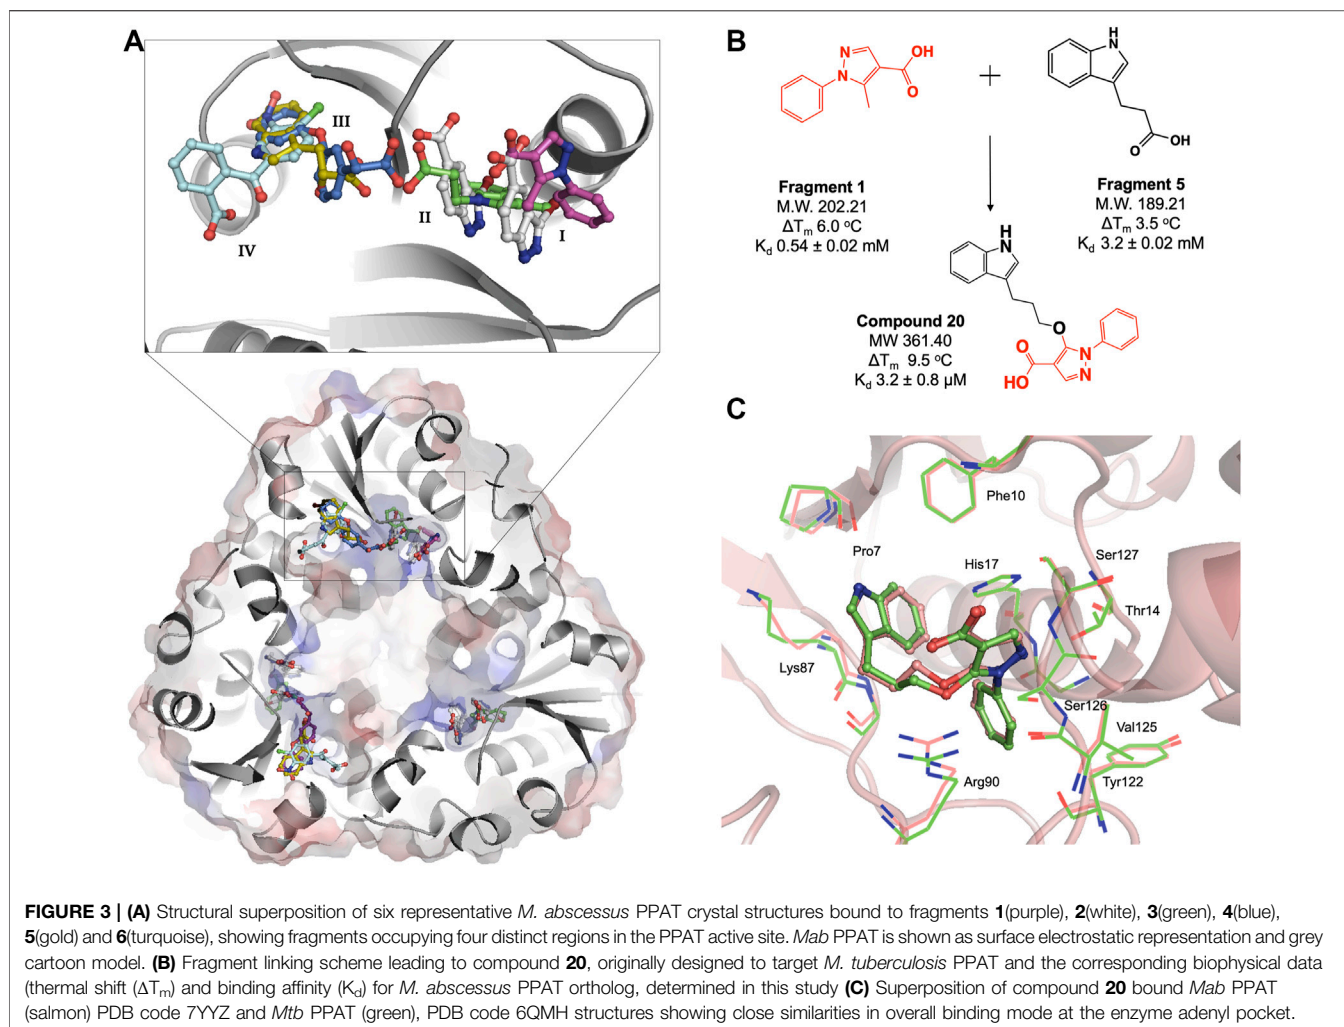 A
III
II
I
IV
B
N
N
OH
O
+
H
N
O
OH
Fragment 1
M.W. 202.21
ΔTm 6.0 °C
Kd 0.54 ± 0.02 mM
Fragment 5
M.W. 189.21
ΔTm 3.5 °C
Kd 3.2 ± 0.02 mM
H
N
Compound 20
MW 361.40
ΔTm 9.5 °C
Kd 3.2 ± 0.8 µM
O
O
N
N
HO
C
Phe10
Pro7
His17
Ser127
Thr14
Lys87
Ser126
Val125
Arg90
Tyr122
FIGURE 3 | (A) Structural superposition of six representative M. abscessus PPAT crystal structures bound to fragments 1(purple), 2(white), 3(green), 4(blue),
5(gold) and 6(turquoise), showing fragments occupying four distinct regions in the PPAT active site. Mab PPAT is shown as surface electrostatic representation and grey
cartoon model. (B) Fragment linking scheme leading to compound 20, originally designed to target M. tuberculosis PPAT and the corresponding biophysical data
(thermal shift (ΔTm) and binding affinity (Kd) for M. abscessus PPAT ortholog, determined in this study (C) Superposition of compound 20 bound Mab PPAT
(salmon) PDB code 7YYZ and Mtb PPAT (green), PDB code 6QMH structures showing close similarities in overall binding mode at the enzyme adenyl pocket.